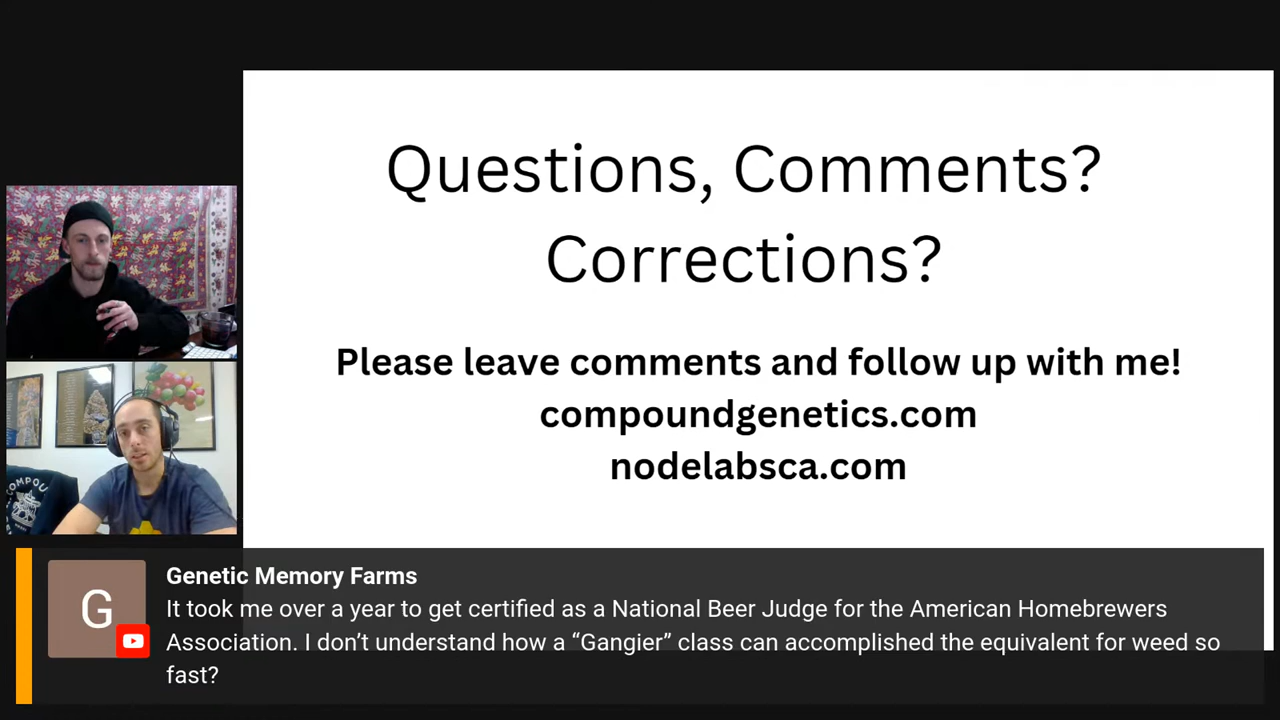 Questions, Comments?
Corrections?
Please leave comments and follow up with me!
compoundgenetics.com
nodelabsca.com
COMPOU
G
Genetic Memory Farms
It took me over a year to get certified as a National Beer Judge for the American Homebrewers
Association. I don’t understand how a “Gangier” class can accomplished the equivalent for weed so
fast?